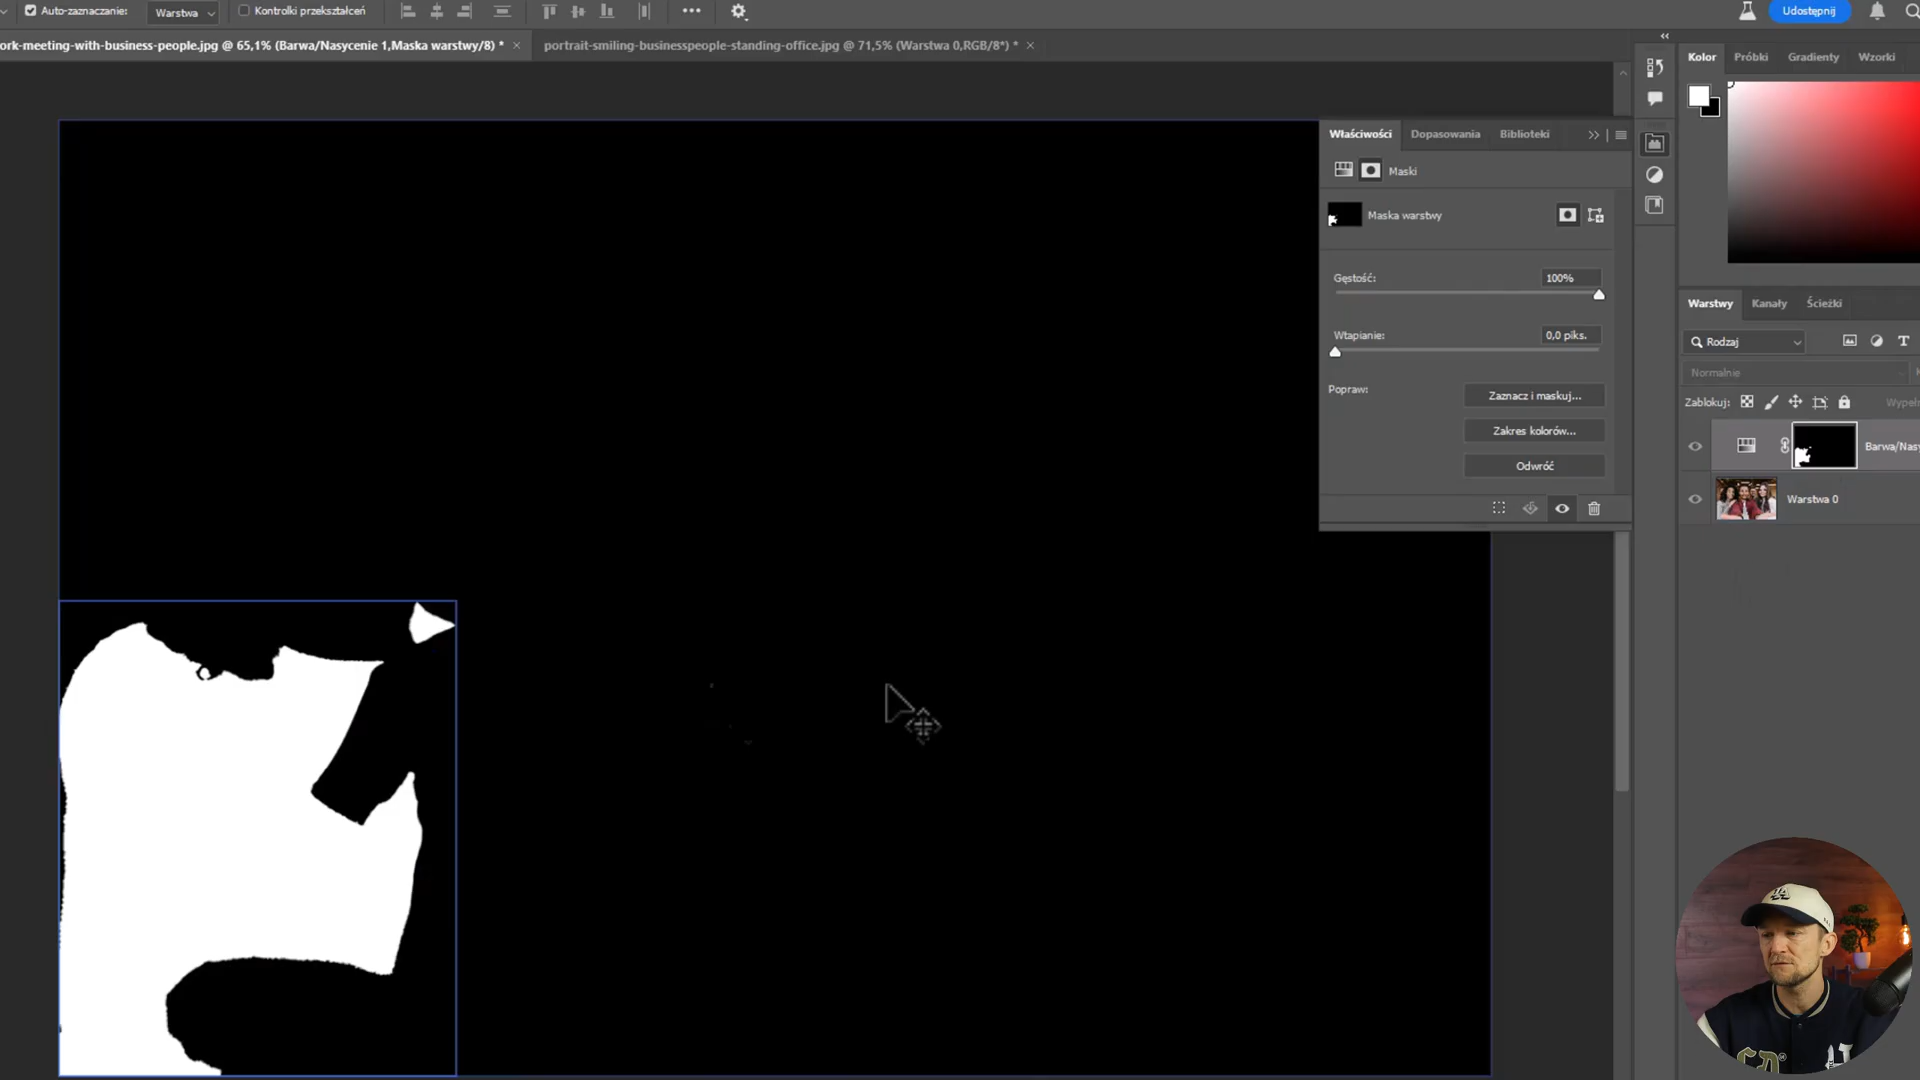 Auto-zaznaczanie:
Warstwa
Kontrolki przekształceń
Udostępnij
ork-meeting-with-business-people.jpg @ 65,1% (Barwa/Nasycenie 1,Maska warstwy/8) *
portrait-smiling-businesspeople-standing-office.jpg @ 71,5% (Warstwa 0,RGB/8*) *
Kolor
Próbki
Gradienty
Wzorki
Właściwości
Dopasowania
Biblioteki
Maski
Maska warstwy
Gęstość:
100%
Wtapianie:
0,0 piks.
Popraw:
Zaznacz i maskuj...
Zakres kolorów...
Odwróć
Warstwy
Kanały
Ścieżki
Rodzaj
Normalnie
Zablokuj:
Wypełn
Barwa/Nasy
Warstwa 0